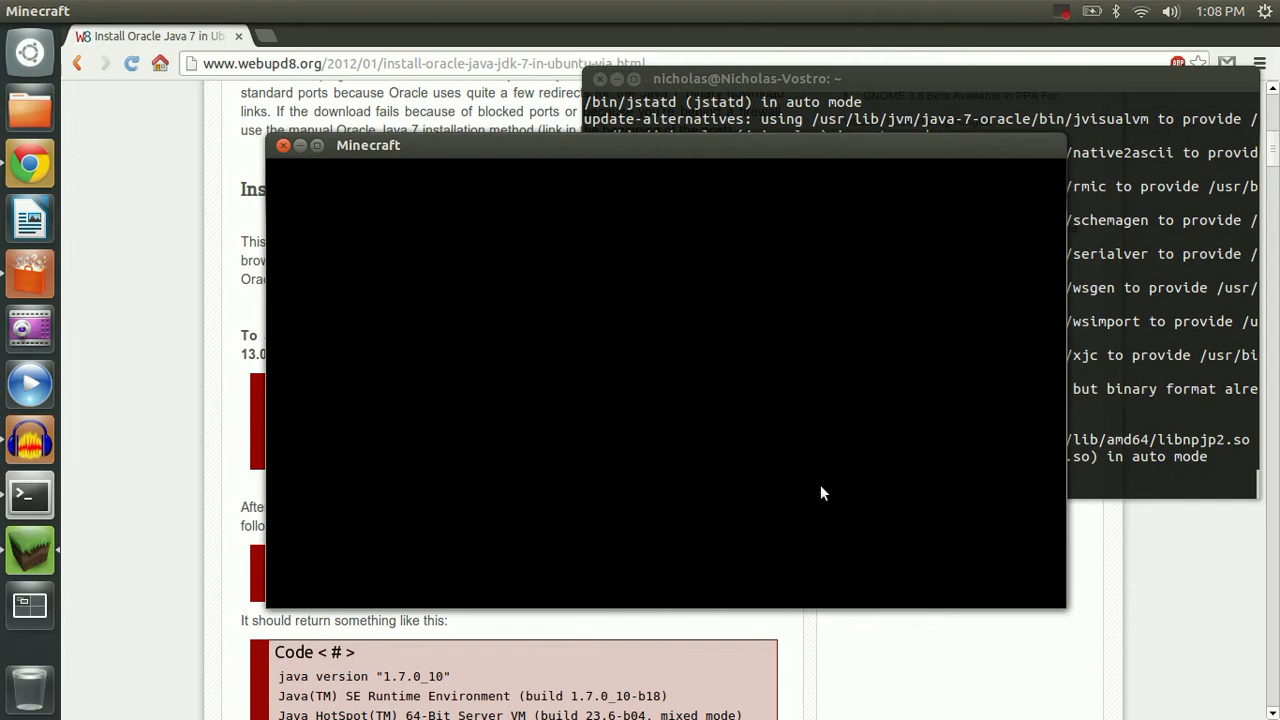 Minecraft
1:08 PM
Install Oracle Java 7 in Ub
www.webupd8.org/2012/01/install-oracle-java-jdk-7-in-ubuntu-via.html
standard ports because Oracle uses quite a few redirec
links. If the download fails because of blocked ports or
use the manual Oracle Java 7 installation method (link in
nicholas@Nicholas-Vostro: ~
/bin/jstatd (jstatd) in auto mode
update-alternatives: using /usr/lib/jvm/java-7-oracle/bin/jvisualvm to provide /
Minecraft
/native2ascii to provid
/rmic to provide /usr/b
/schemagen to provide /
/serialver to provide /
/wsgen to provide /usr/
/wsimport to provide /u
/xjc to provide /usr/bi
but binary format alre
/lib/amd64/libnpjp2.so
.so) in auto mode
Ins
This
brow
Orac
To
13.0
Afte
follo
It should return something like this:
Code < # >
java version "1.7.0_10"
Java(TM) SE Runtime Environment (build 1.7.0_10-b18)
Java HotSpot(TM) 64-Bit Server VM (build 23.6-b04, mixed mode)